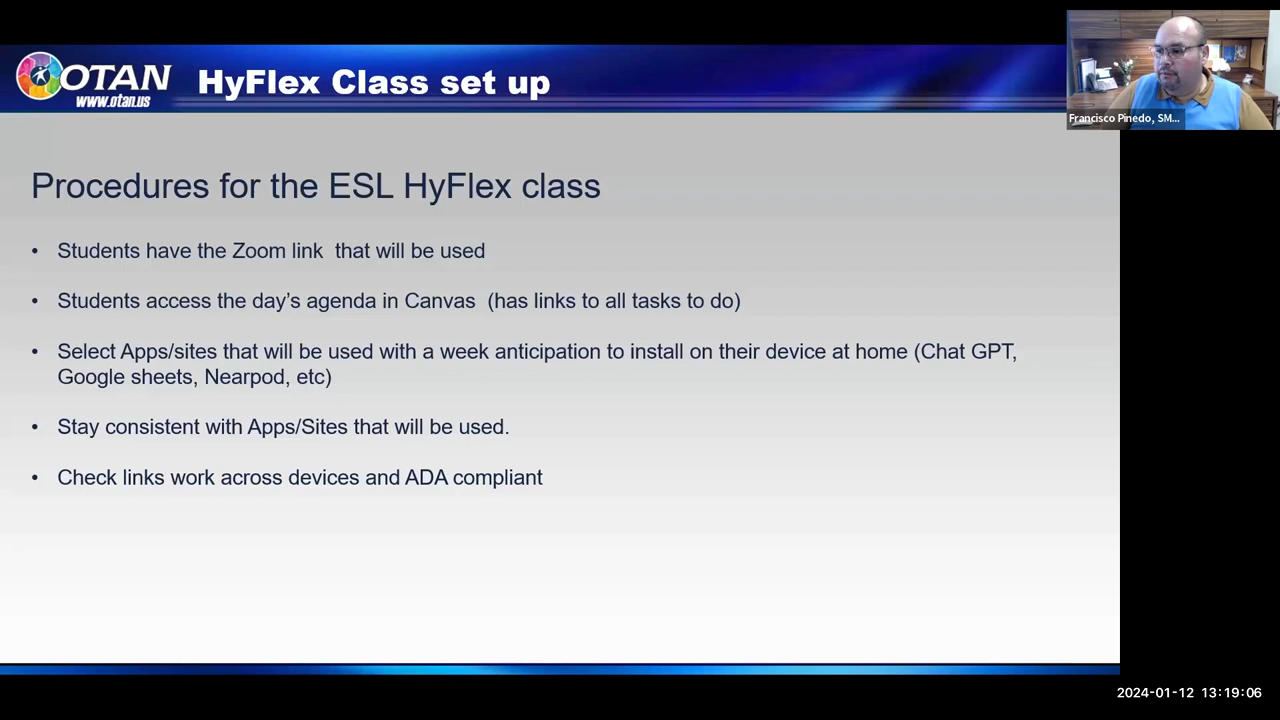 OTAN
www.otan.us
HyFlex Class set up
Francisco Pinedo, SM...
Procedures for the ESL HyFlex class
• Students have the Zoom link  that will be used
• Students access the day’s agenda in Canvas  (has links to all tasks to do)
• Select Apps/sites that will be used with a week anticipation to install on their device at home (Chat GPT,
Google sheets, Nearpod, etc)
• Stay consistent with Apps/Sites that will be used.
• Check links work across devices and ADA compliant
2024-01-12 13:19:06